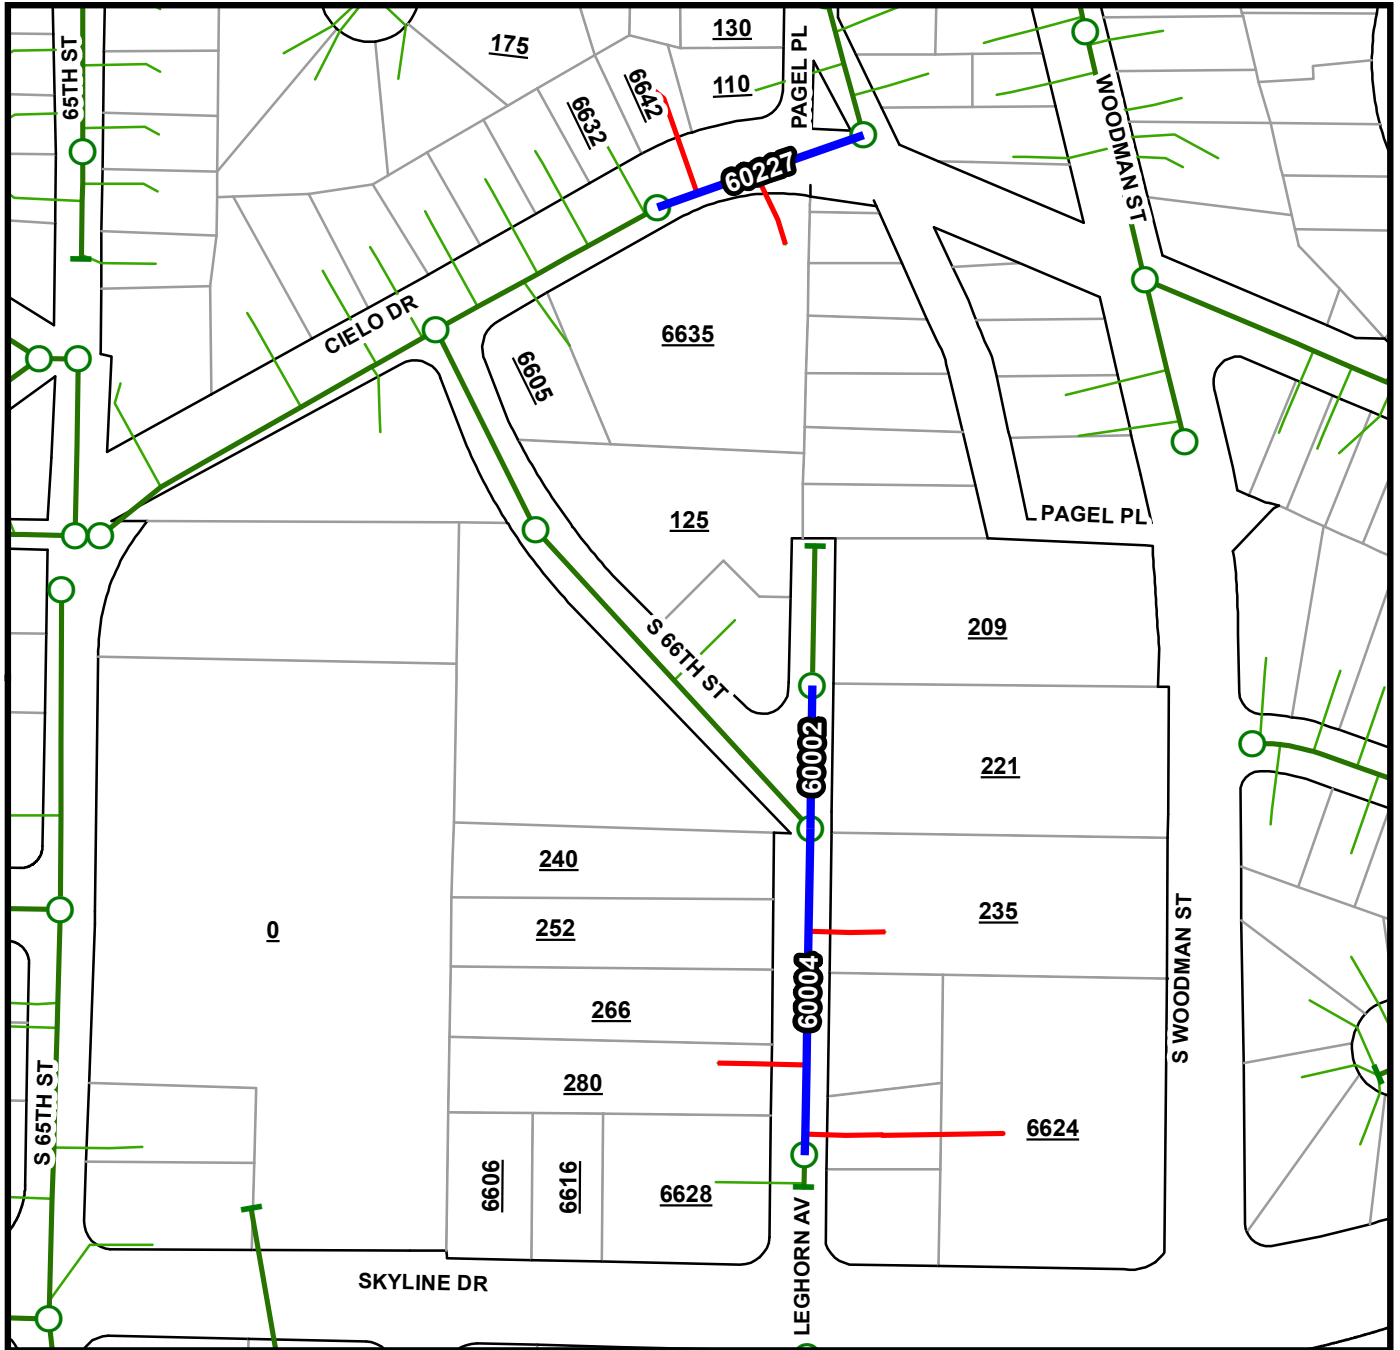 65TH ST
175
130
PAGEL PL
110
6642
6632
WOODMAN ST
60227
CIELO DR
6635
6605
125
PAGEL PL
S 66TH ST
209
60002
221
240
235
0
252
60004
266
S WOODMAN ST
280
S 65TH ST
6624
6606
6616
6628
LEGHORN AV
SKYLINE DR